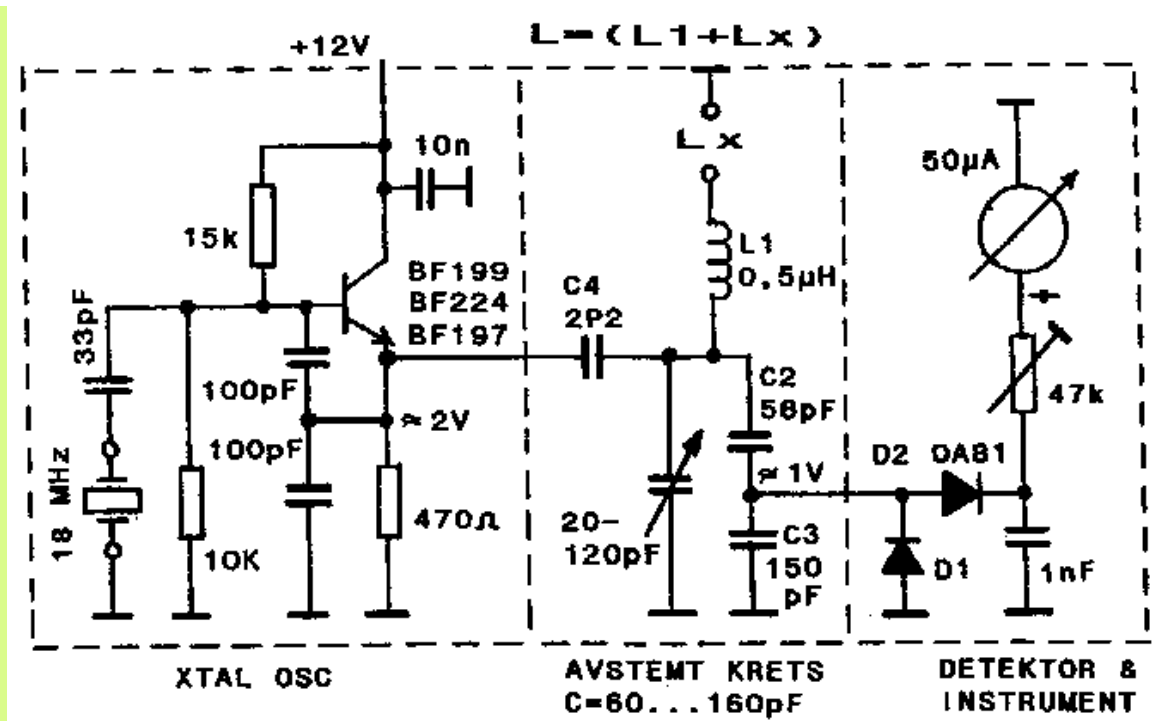 L=(L1+Lx)
+12V
10n
15k
BF199
BF224
BF197
33pF
100pF
100pF
≈2V
18 MHz
10K
470Ω
C4
2P2
Lx
L1
0,5µH
C2
56pF
≈1V
20-
120pF
C3
150
pF
50µA
+
47k
D2 OA81
D1
1nF
XTAL OSC
AVSTEMT KRETS
C=60...160pF
DETEKTOR &
INSTRUMENT